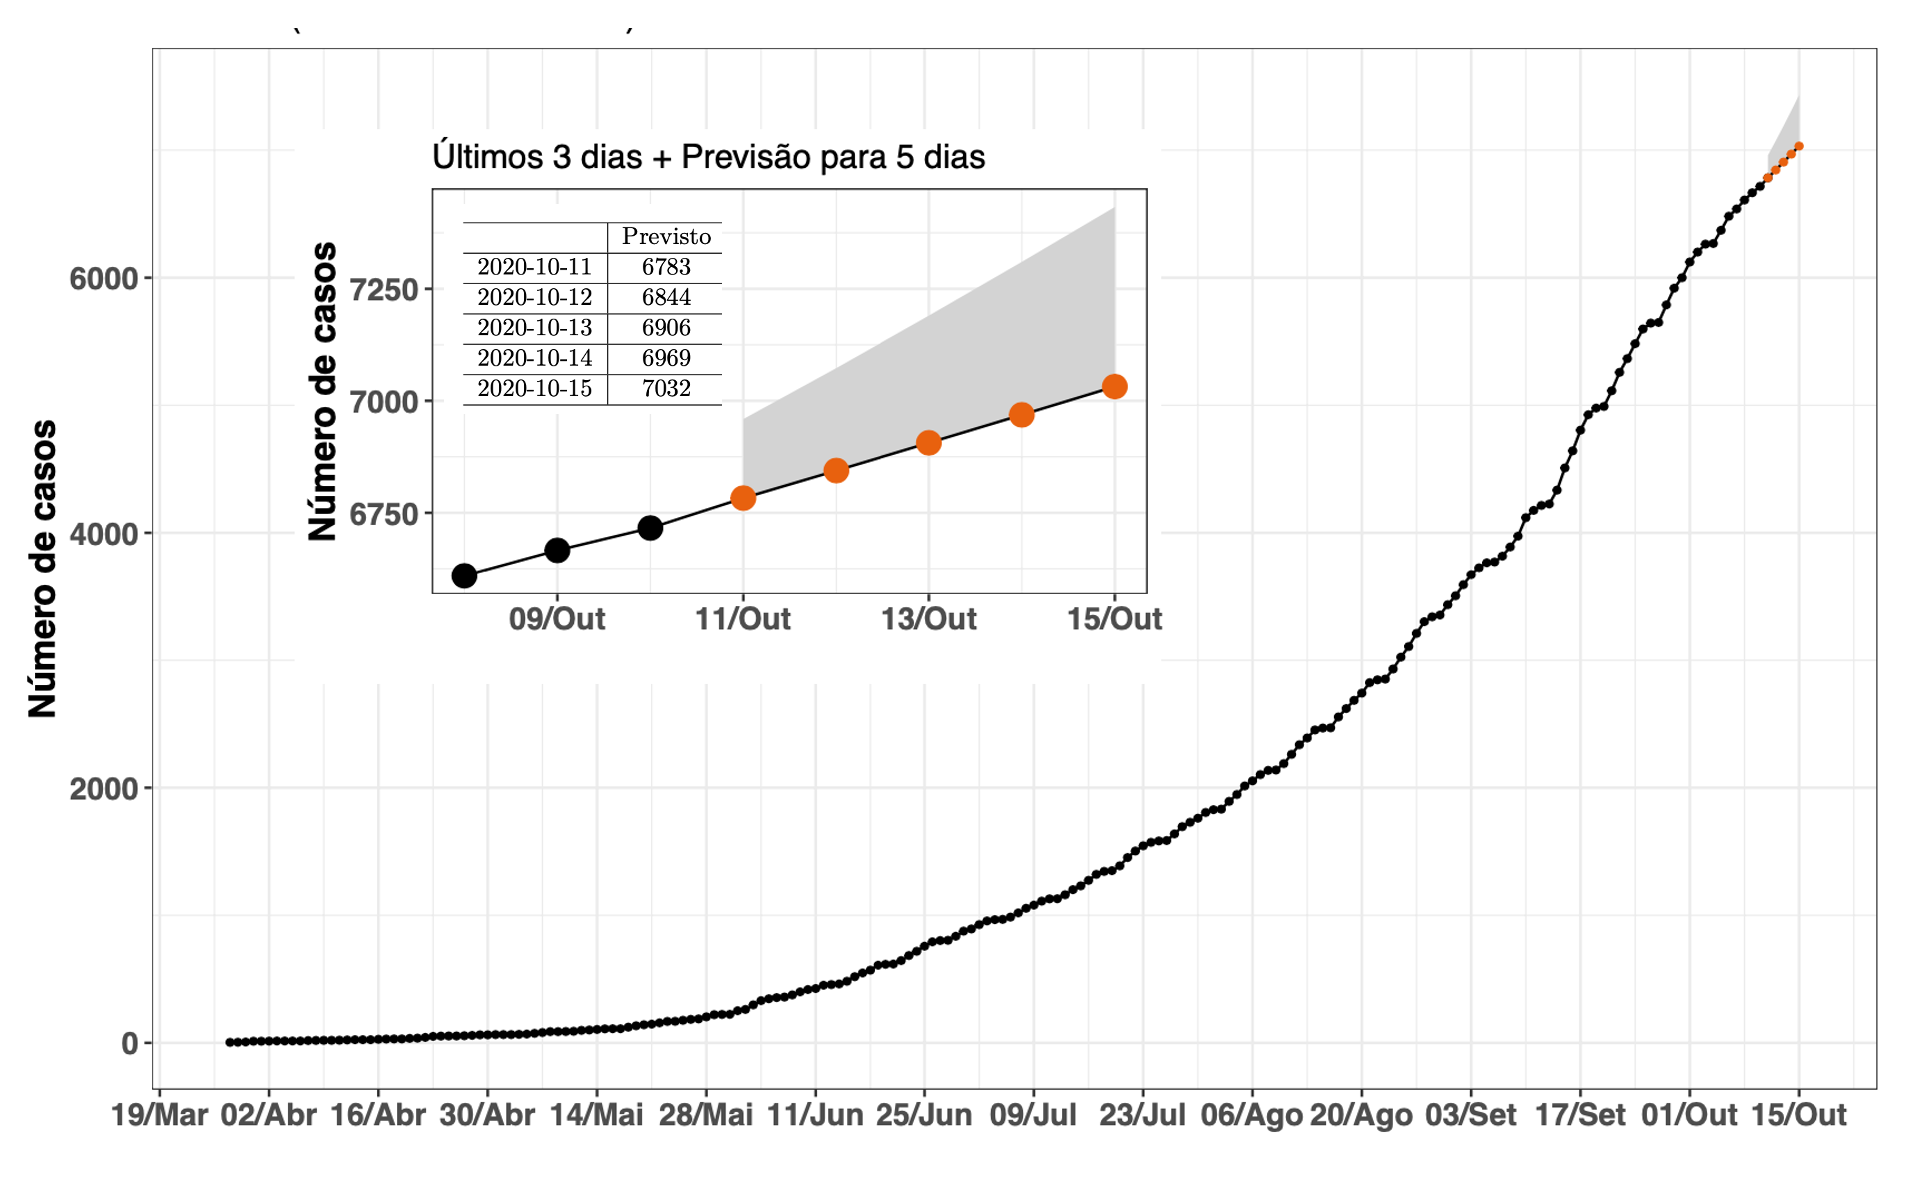 Últimos 3 dias + Previsão para 5 dias
Previsto
2020-10-11 6783
2020-10-12 6844
2020-10-13 6906
2020-10-14 6969
2020-10-15 7032
Número de casos
7250
7000
6750
09/Out 11/Out 13/Out 15/Out
Número de casos
6000
4000
2000
0
19/Mar 02/Abr 16/Abr 30/Abr 14/Mai 28/Mai 11/Jun 25/Jun 09/Jul 23/Jul 06/Ago 20/Ago 03/Set 17/Set 01/Out 15/Out